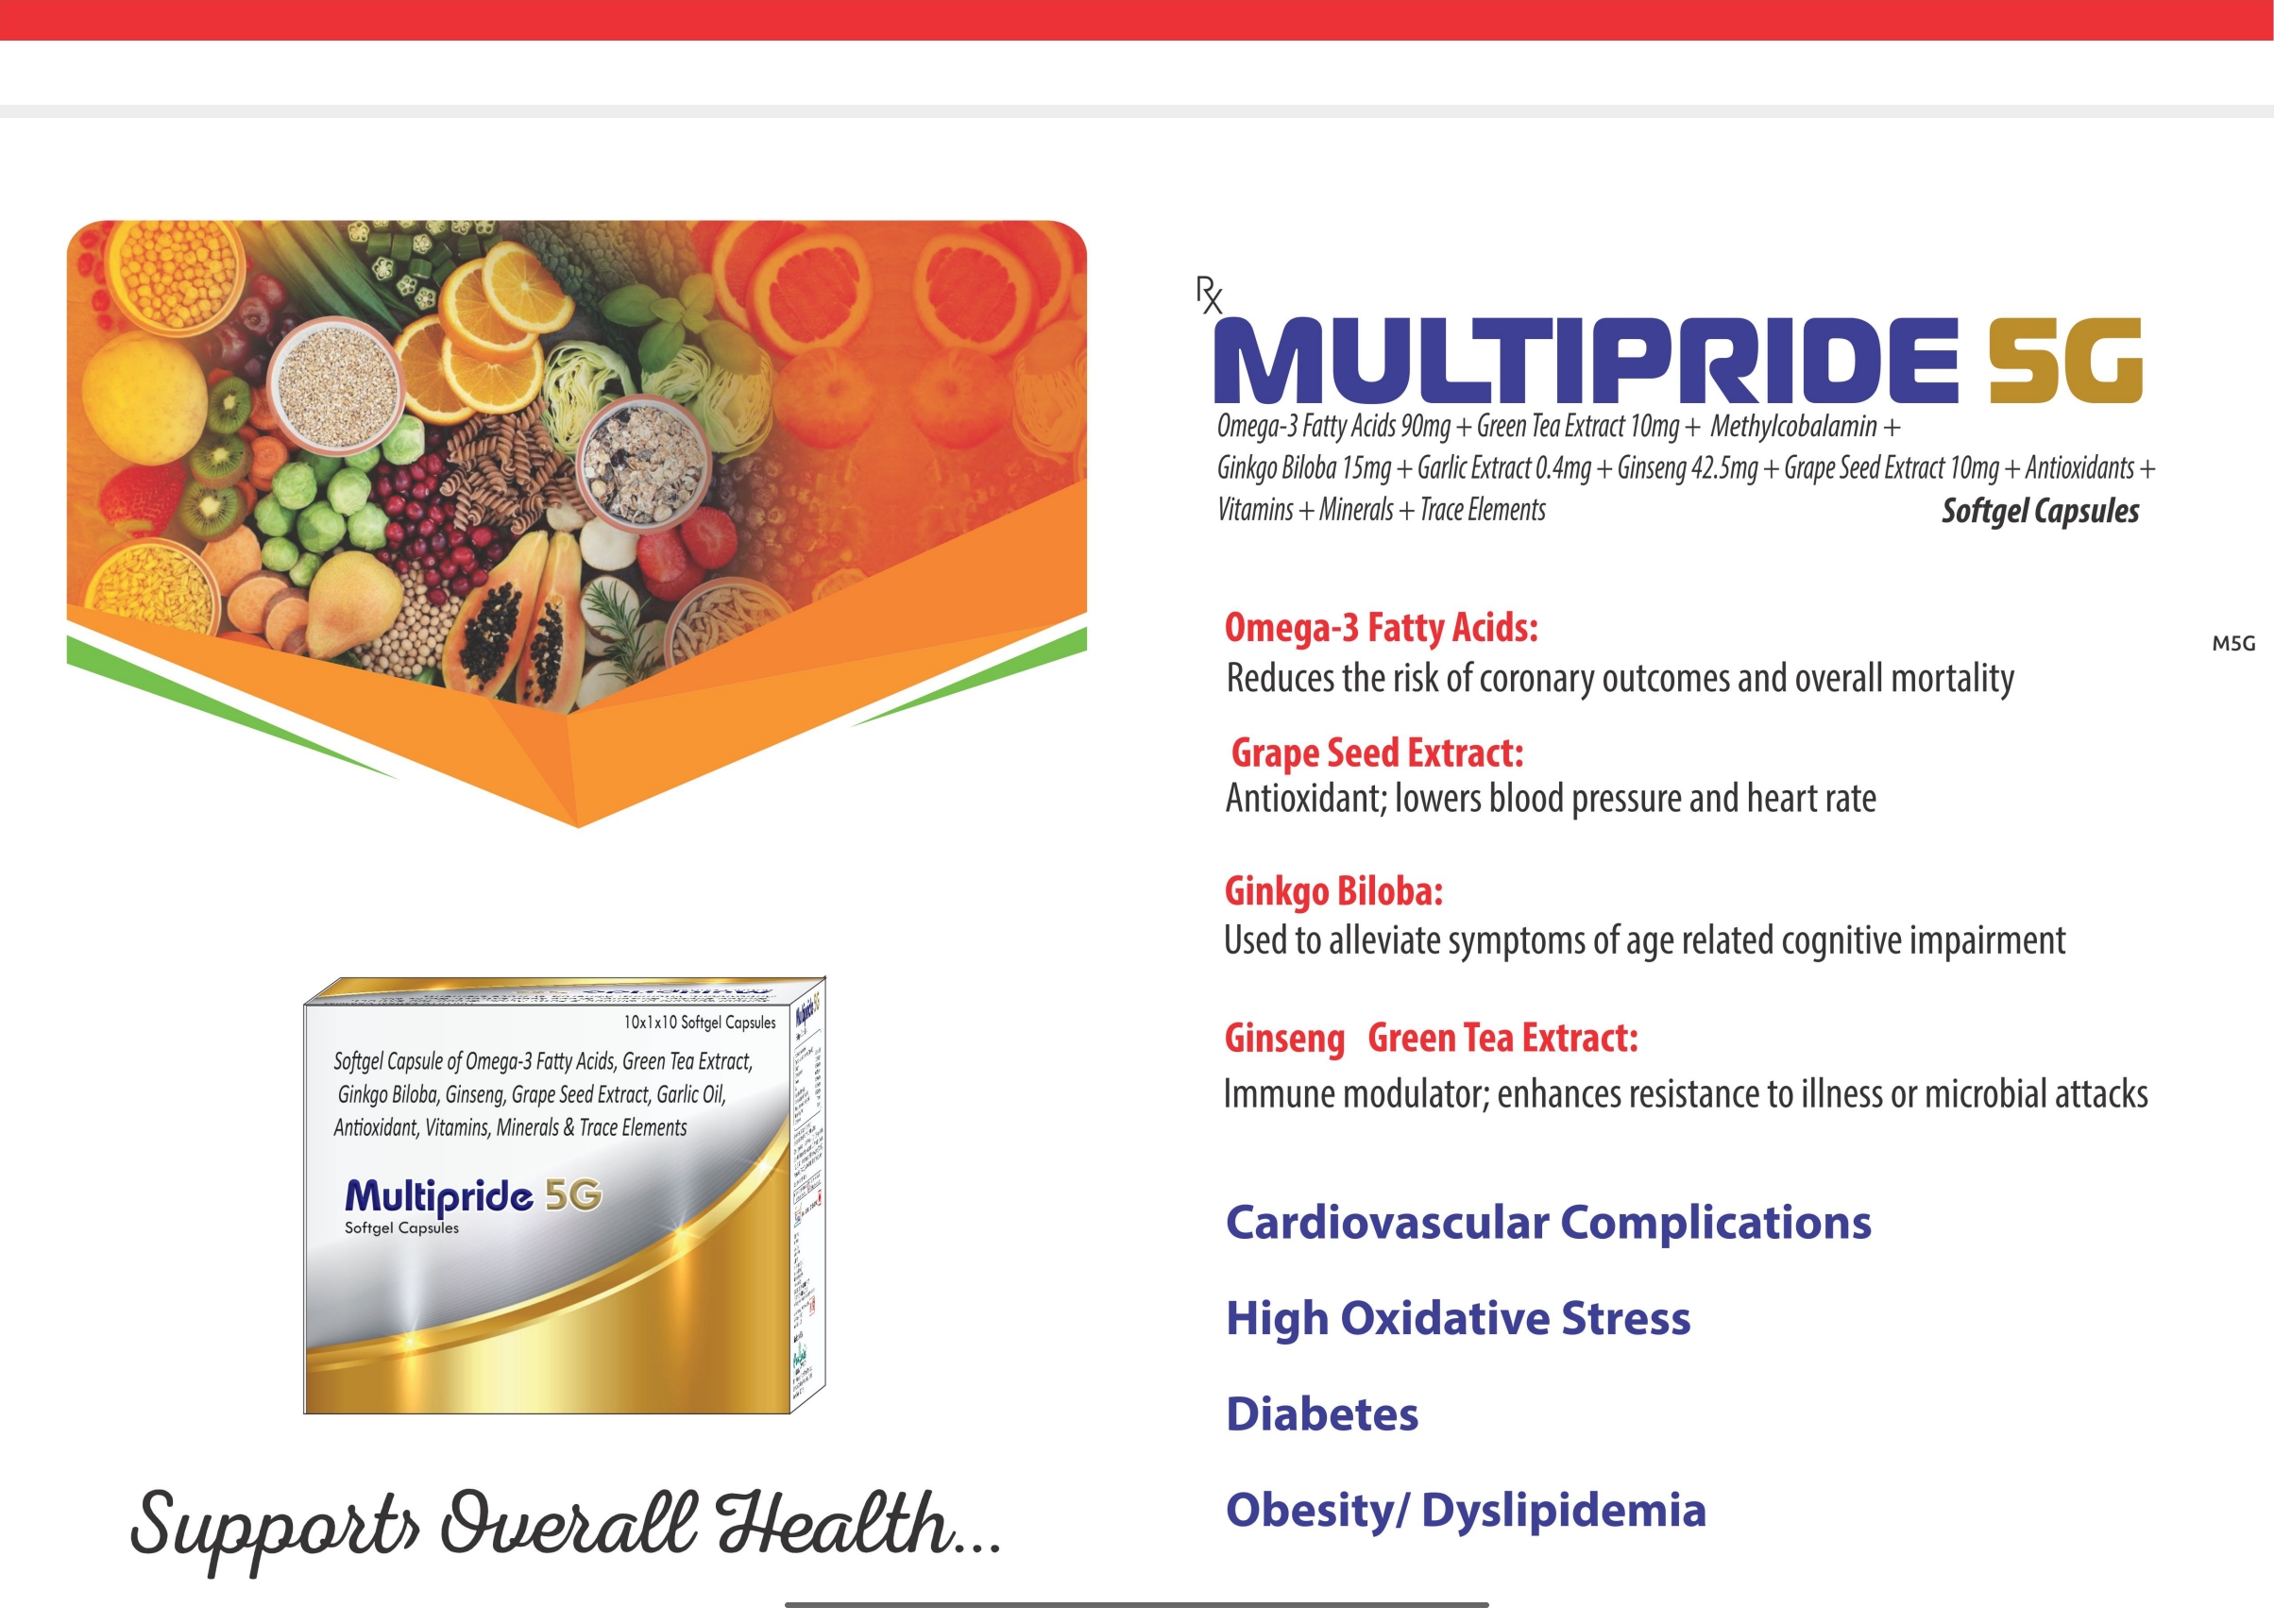 Rx
MULTIPRIDE 5G
Omega-3 Fatty Acids 90mg + Green Tea Extract 10mg + Methylcobalamin +
Ginkgo Biloba 15mg + Garlic Extract 0.4mg + Ginseng 42.5mg + Grape Seed Extract 10mg + Antioxidants +
Vitamins + Minerals + Trace Elements
Softgel Capsules
Omega-3 Fatty Acids:
Reduces the risk of coronary outcomes and overall mortality
M5G
Grape Seed Extract:
Antioxidant; lowers blood pressure and heart rate
Ginkgo Biloba:
Used to alleviate symptoms of age related cognitive impairment
Ginseng Green Tea Extract:
Immune modulator; enhances resistance to illness or microbial attacks
Cardiovascular Complications
High Oxidative Stress
Diabetes
Obesity/ Dyslipidemia
10x1x10 Softgel Capsules
Softgel Capsule of Omega-3 Fatty Acids, Green Tea Extract,
Ginkgo Biloba, Ginseng, Grape Seed Extract, Garlic Oil,
Antioxidant, Vitamins, Minerals & Trace Elements
Multipride 5G
Softgel Capsules
Multipride 5G
Supports Overall Health...